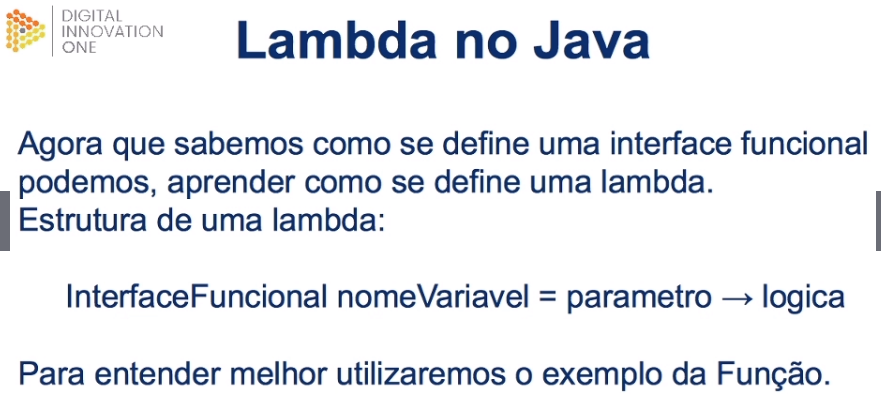 DIGITAL
INNOVATION
ONE
Lambda no Java
Agora que sabemos como se define uma interface funcional
podemos, aprender como se define uma lambda.
Estrutura de uma lambda:
InterfaceFuncional nomeVariavel = parametro → logica
Para entender melhor utilizaremos o exemplo da Função.